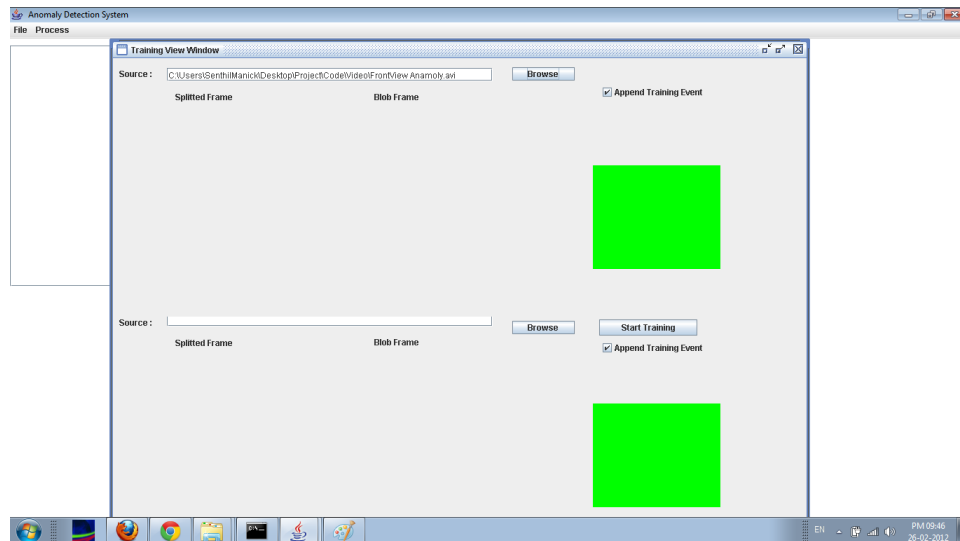 Anomaly Detection System
File Process
Training View Window
Source : C:\Users\SenthilManick\Desktop\Project\Code\Video\FrontView Anamoly.avi Browse
Splitted Frame Blob Frame Append Training Event
Source : Browse Start Training
Splitted Frame Blob Frame Append Training Event
EN PM 09:46
26-02-2012